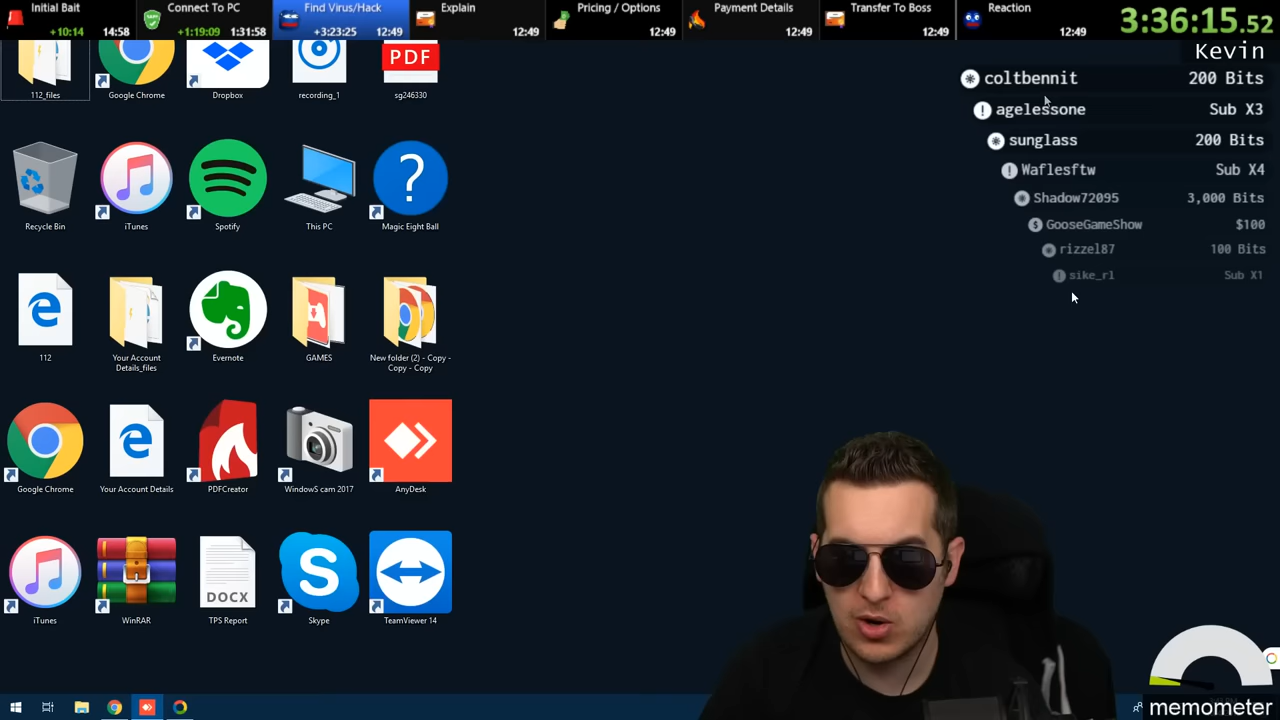 Initial Bait
+10:14 14:58
Connect To PC
+1:19:09 1:31:58
Find Virus/Hack
+3:23:25 12:49
Explain
12:49
Pricing / Options
12:49
Payment Details
12:49
Transfer To Boss
12:49
Reaction
12:49
3:36:15.52
Kevin
coltbennit 200 Bits
agelessone Sub X3
sunglass 200 Bits
Waflesftw Sub X4
Shadow72095 3,000 Bits
GooseGameShow $100
rizzel87 100 Bits
sike_rl Sub X1
PDF
112_files
Google Chrome
Dropbox
recording_1
sg246330
Recycle Bin
iTunes
Spotify
This PC
Magic Eight Ball
112
Your Account
Details_files
Evernote
GAMES
New folder (2) - Copy -
Copy - Copy
Google Chrome
Your Account Details
PDFCreator
WindowS cam 2017
AnyDesk
DOCX
iTunes
WinRAR
TPS Report
Skype
TeamViewer 14
memometer